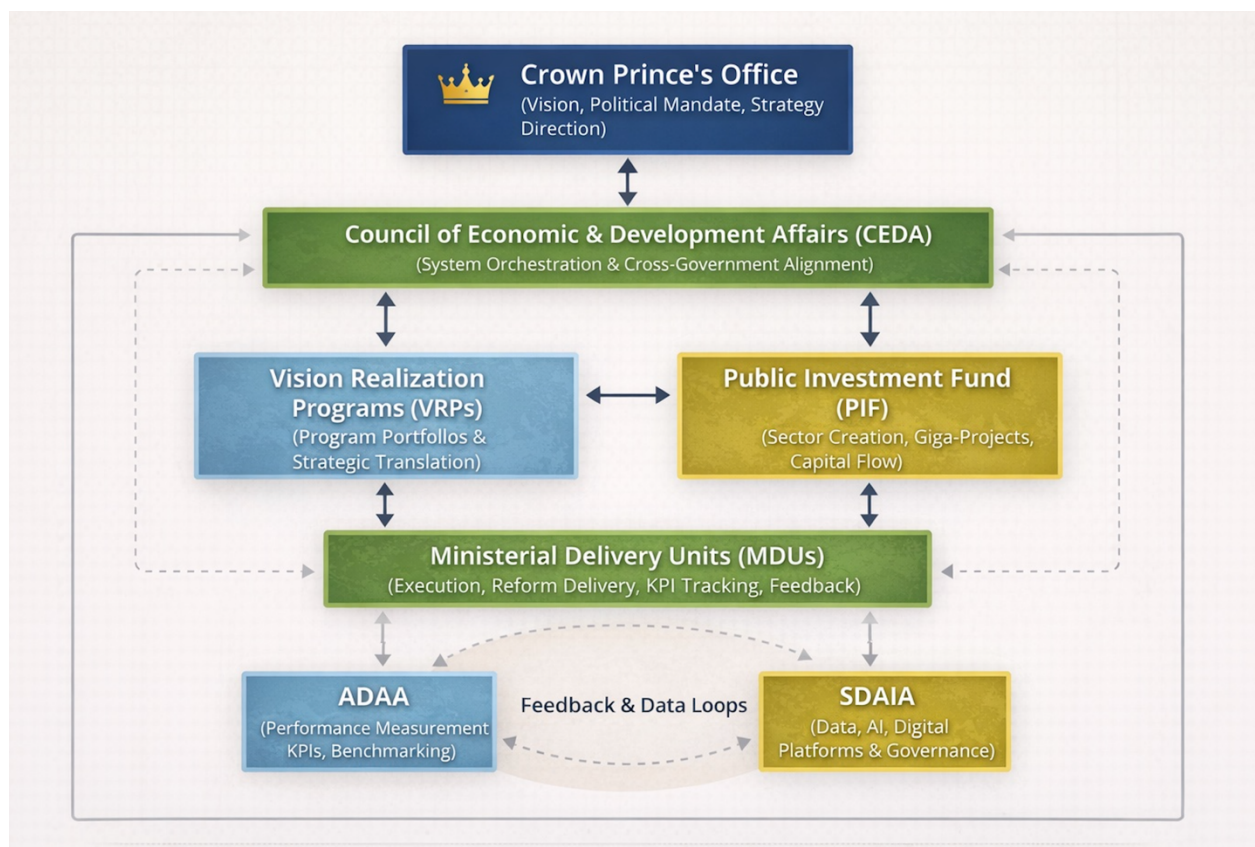 Crown Prince's Office
(Vision, Political Mandate, Strategy
Direction)
Council of Economic & Development Affairs (CEDA)
(System Orchestration & Cross-Government Alignment)
Vision Realization
Programs (VRPs)
(Program Portfollos &
Strategic Translation)
Public Investment Fund
(PIF)
(Sector Creation, Giga-Projects,
Capital Flow)
Ministerial Delivery Units (MDUs)
(Execution, Reform Delivery, KPI Tracking, Feedback)
ADAA
(Performance Measurement
KPIs, Benchmarking)
Feedback & Data Loops
SDAIA
(Data, AI, Digital
Platforms & Governance)